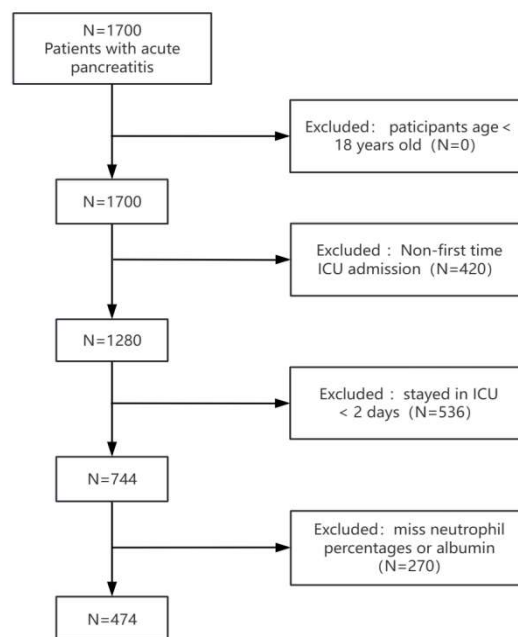 N=1700
Patients with acute
pancreatitis
Excluded： paticipants age <
18 years old（N=0）
N=1700
Excluded：Non-first time
ICU admission（N=420）
N=1280
Excluded： stayed in ICU
< 2 days（N=536）
N=744
Excluded：miss neutrophil
percentages or albumin
（N=270）
N=474